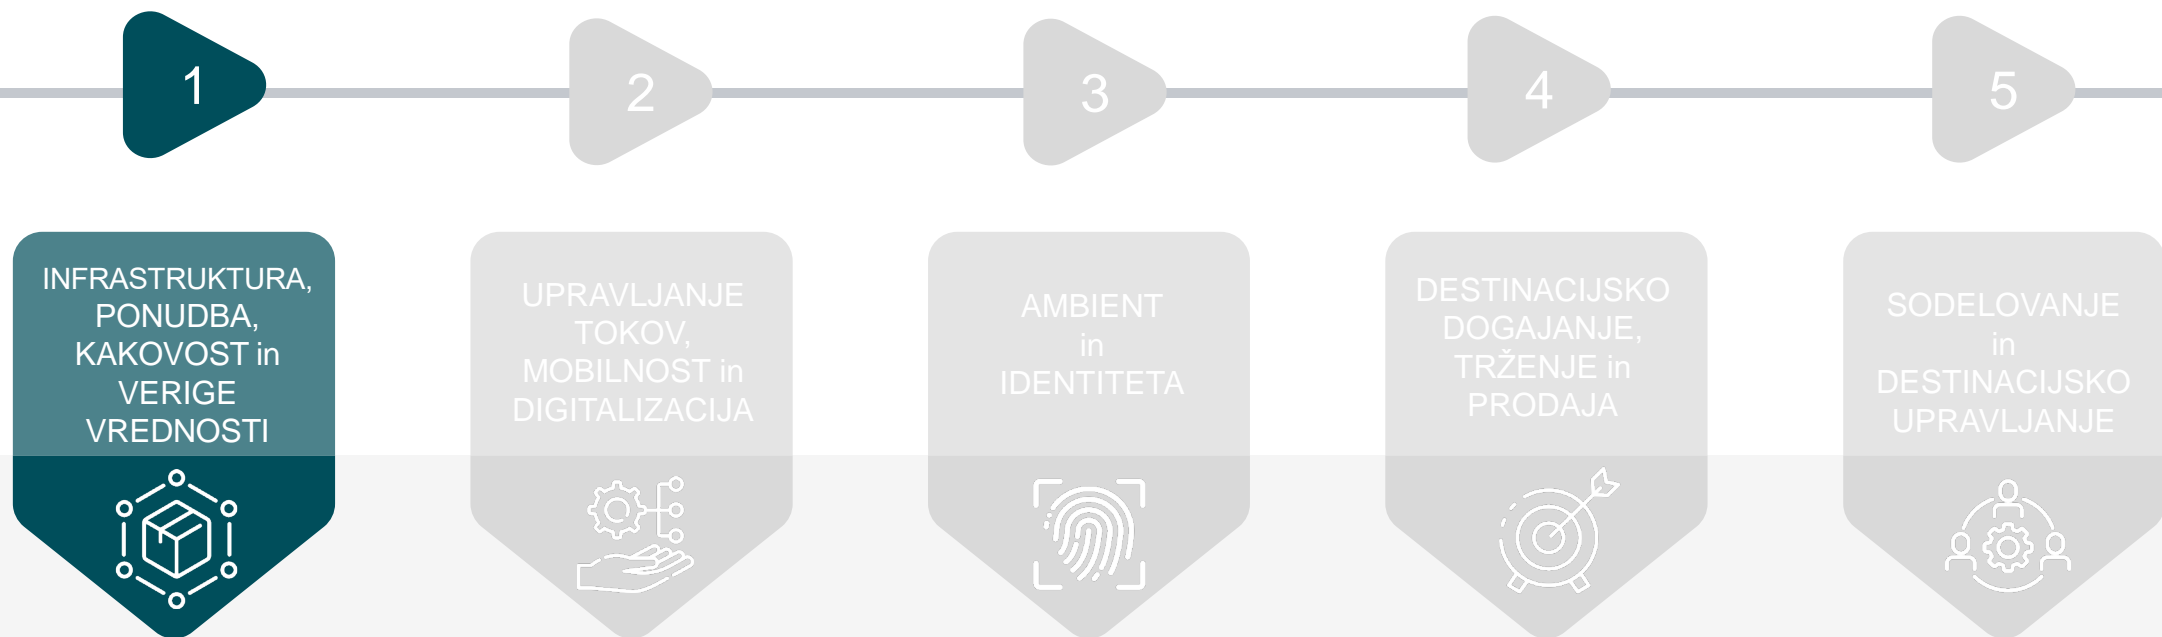 1
2
3
4
5
INFRASTRUKTURA,
PONUDBA,
KAKOVOST in
VERIGE
VREDNOSTI
UPRAVLJANJE
TOKOV,
MOBILNOST in
DIGITALIZACIJA
AMBIENT
in
IDENTITETA
DESTINACIJSKO
DOGAJANJE,
TRŽENJE in
PRODAJA
SODELOVANJE
in
DESTINACIJSKO
UPRAVLJANJE